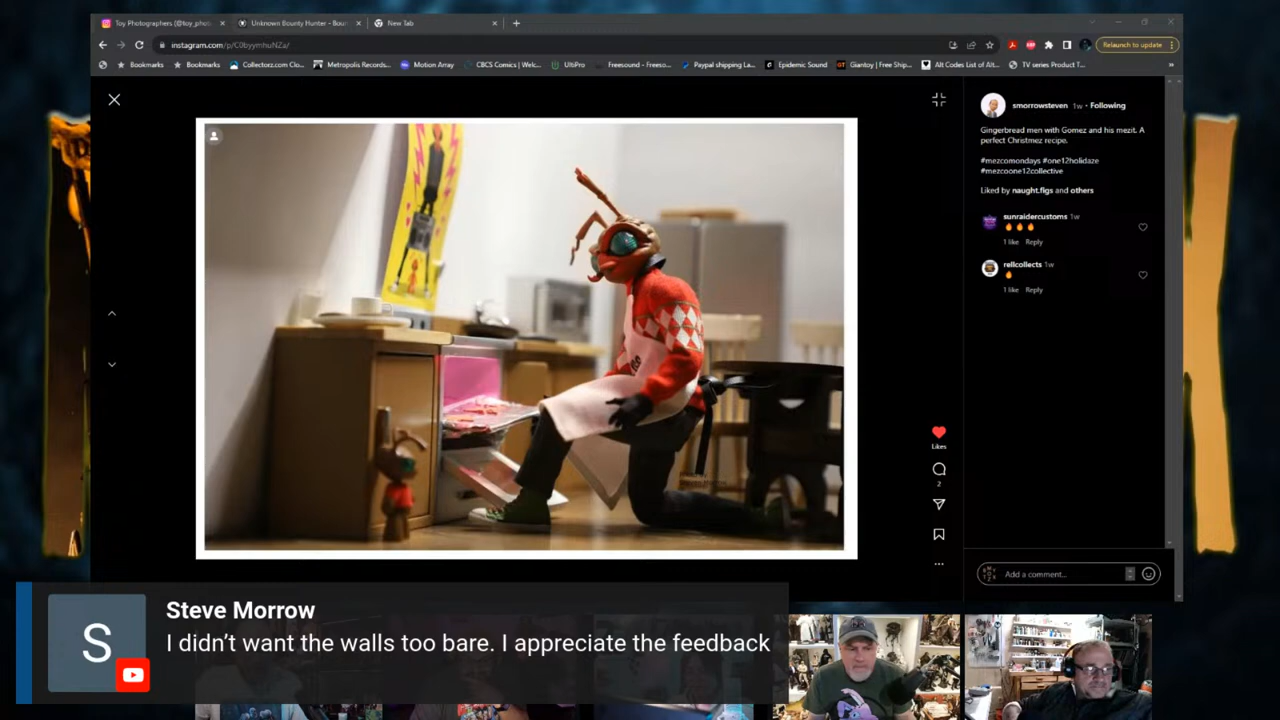 Toy Photographers (@toy_phot
Unknown Bounty Hunter - Bou
New Tab
instagram.com/p/C0byymhuNZa/
Relaunch to update
Bookmarks
Bookmarks
Collectorz.com Clo...
Metropolis Records...
Motion Array
CBCS Comics | Welc...
UltiPro
Freesound - Freeso...
Paypal shipping La...
Epidemic Sound
Giantoy | Free Ship...
Alt Codes List of Alt...
TV series Product T...
smorrowsteven 1w • Following
Gingerbread men with Gomez and his mezit. A
perfect Christmez recipe.
#mezcomondays #one12holidaze
#mezcoone12collective
Liked by naught.figs and others
sunraidercustoms 1w
🔥🔥🔥
1 like Reply
rellcollects 1w
🔥
1 like Reply
Likes
2
Add a comment...
S
Steve Morrow
I didn't want the walls too bare. I appreciate the feedback